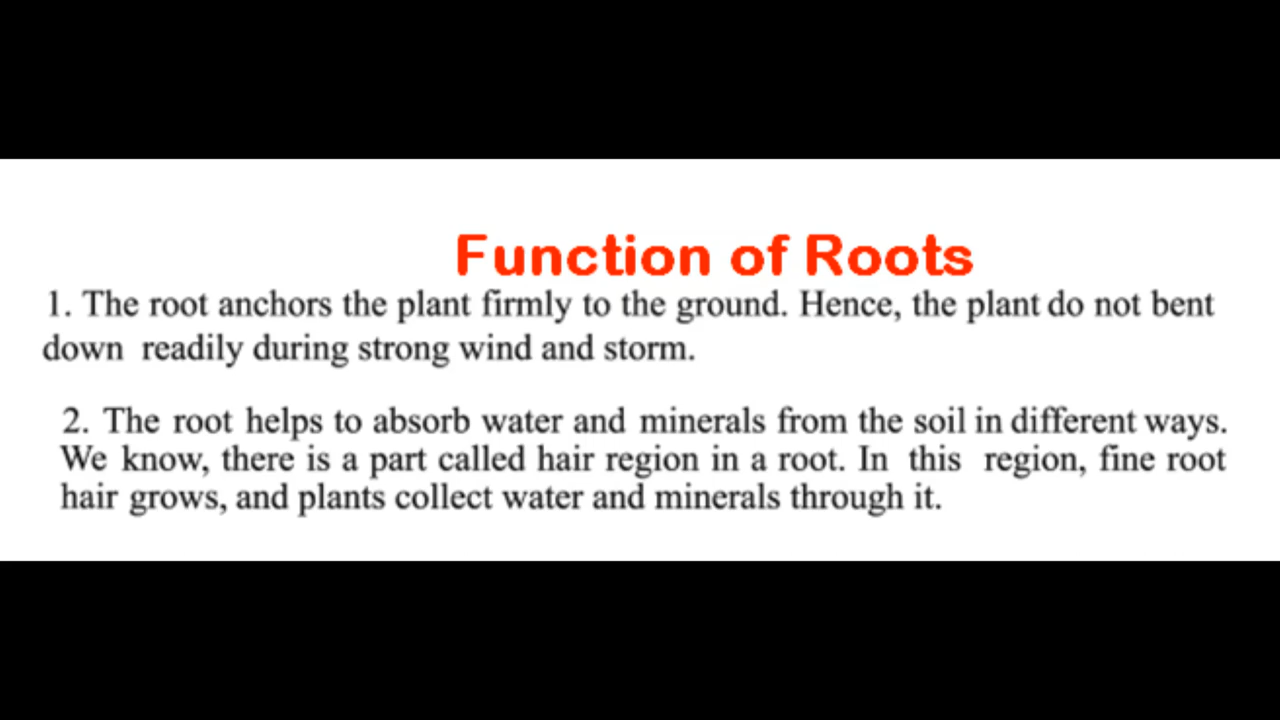 Function of Roots
1. The root anchors the plant firmly to the ground. Hence, the plant do not bent
down readily during strong wind and storm.
2. The root helps to absorb water and minerals from the soil in different ways.
We know, there is a part called hair region in a root. In this region, fine root
hair grows, and plants collect water and minerals through it.